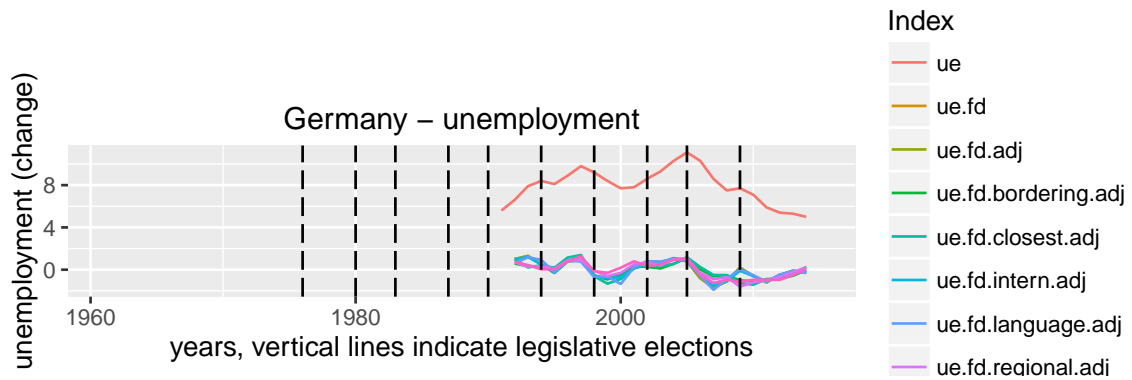 Germany − unemployment
unemployment (change)
8
4
0
1960
1980
2000
years, vertical lines indicate legislative elections
Index
ue
ue.fd
ue.fd.adj
ue.fd.bordering.adj
ue.fd.closest.adj
ue.fd.intern.adj
ue.fd.language.adj
ue.fd.regional.adj